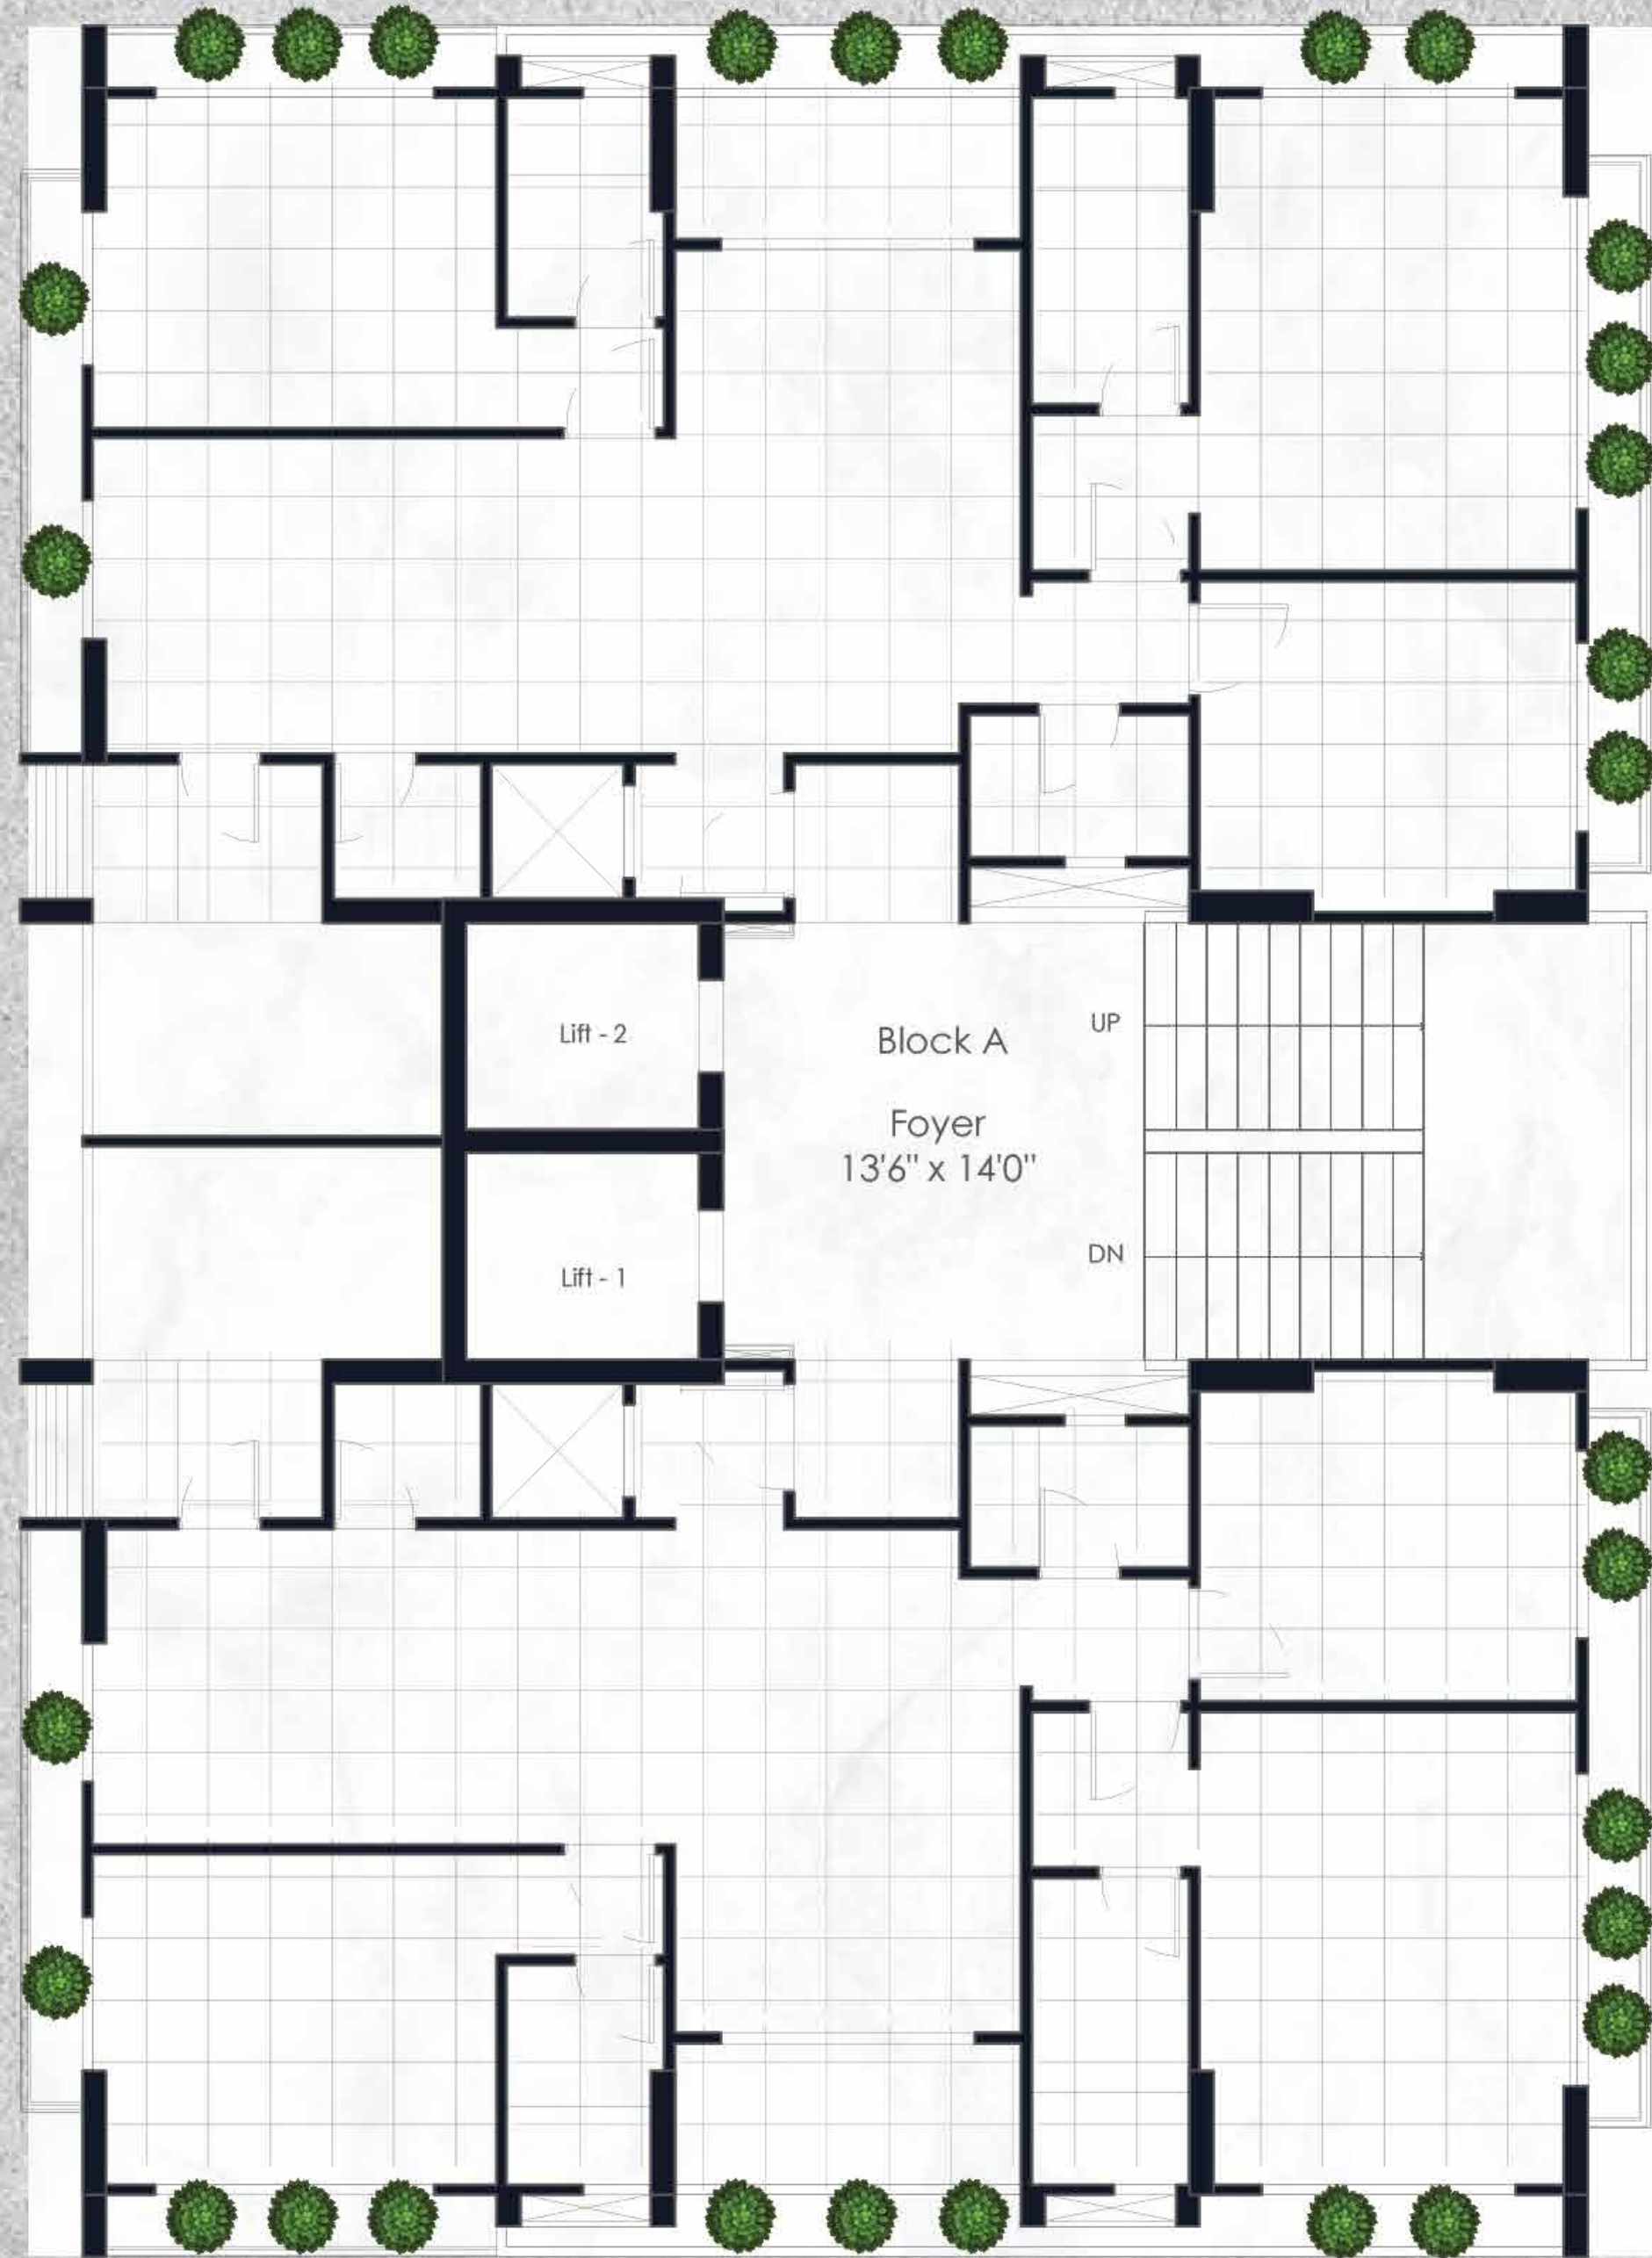 Lift - 2
Block A
UP
Foyer
13'6" x 14'0"
Lift - 1
DN